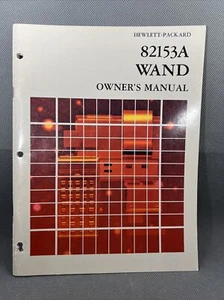 HEWLETT-PACKARD
82153A
WAND
OWNER'S MANUAL